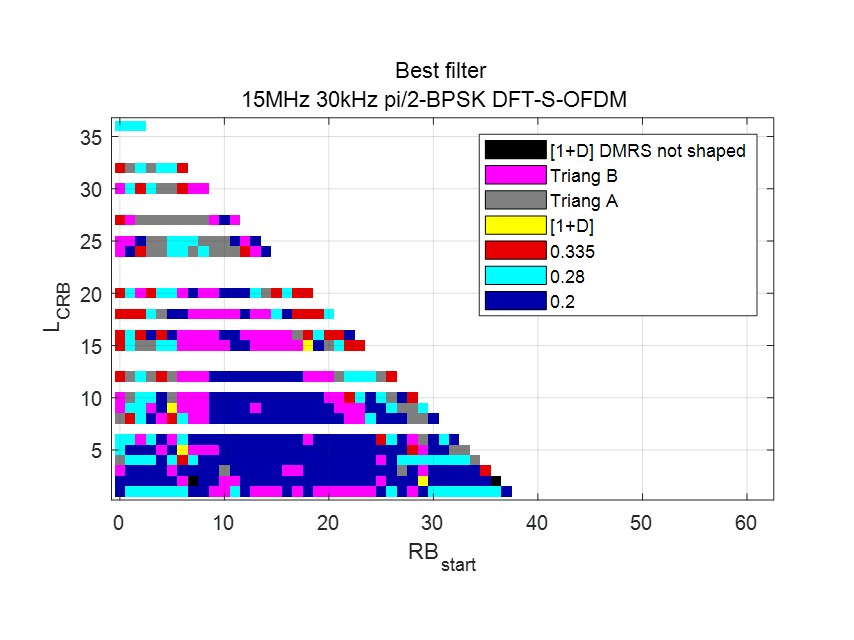 Best filter
15MHz 30kHz pi/2-BPSK DFT-S-OFDM
35
30
25
20
15
10
5
L_CRB
[1+D] DMRS not shaped
Triang B
Triang A
[1+D]
0.335
0.28
0.2
0 10 20 30 40 50 60
RB_start